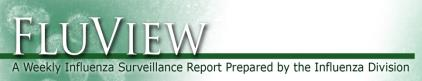 FLUVIEW
A Weekly Influenza Surveillance Report Prepared by the Influenza Division